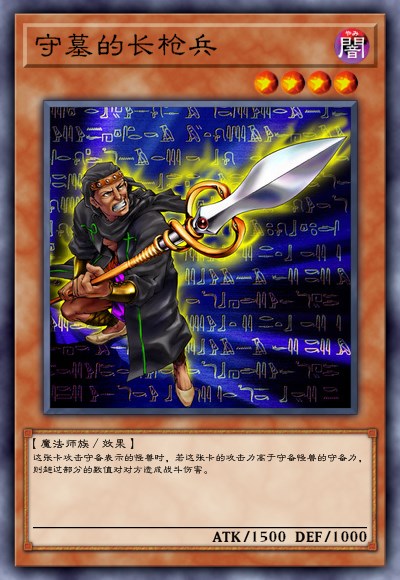 守墓的长枪兵
やみ
闇
【魔法师族/效果】
这张卡攻击守备表示的怪兽时，若这张卡的攻击力高于守备怪兽的守备力，
则超过部分的数值对对方造成战斗伤害。
ATK/1500 DEF/1000